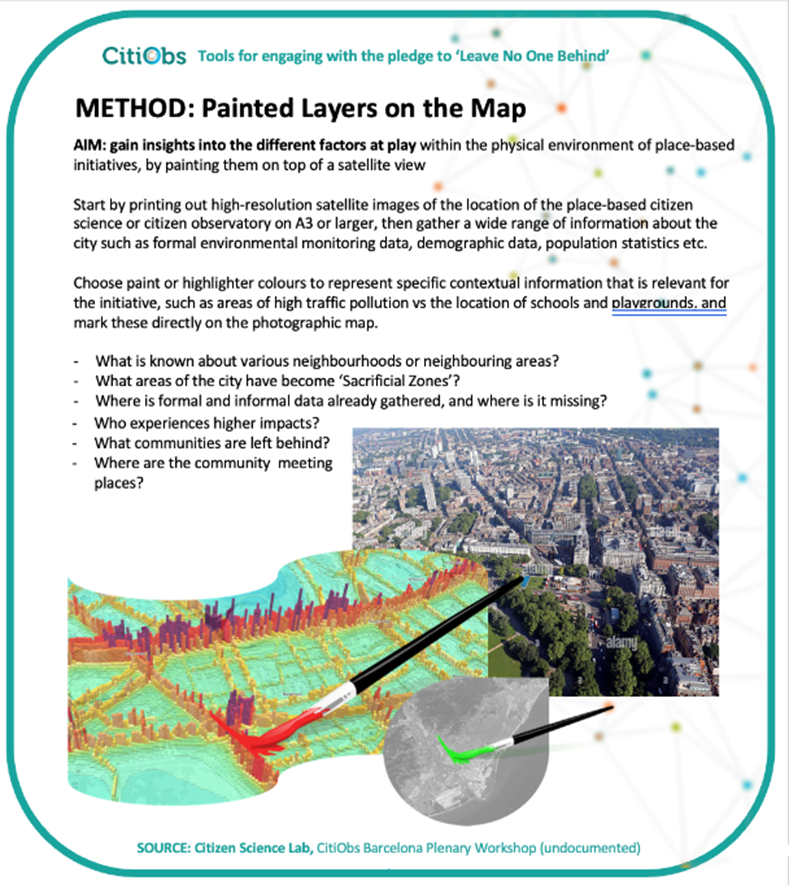 CitiObs Tools for engaging with the pledge to ‘Leave No One Behind’
METHOD: Painted Layers on the Map
AIM: gain insights into the different factors at play within the physical environment of place-based
initiatives, by painting them on top of a satellite view
Start by printing out high-resolution satellite images of the location of the place-based citizen
science or citizen observatory on A3 or larger, then gather a wide range of information about the
city such as formal environmental monitoring data, demographic data, population statistics etc.
Choose paint or highlighter colours to represent specific contextual information that is relevant for
the initiative, such as areas of high traffic pollution vs the location of schools and playgrounds. and
mark these directly on the photographic map.
- What is known about various neighbourhoods or neighbouring areas?
- What areas of the city have become ‘Sacrificial Zones’?
- Where is formal and informal data already gathered, and where is it missing?
- Who experiences higher impacts?
- What communities are left behind?
- Where are the community meeting
places?
alamy
SOURCE: Citizen Science Lab, CitiObs Barcelona Plenary Workshop (undocumented)